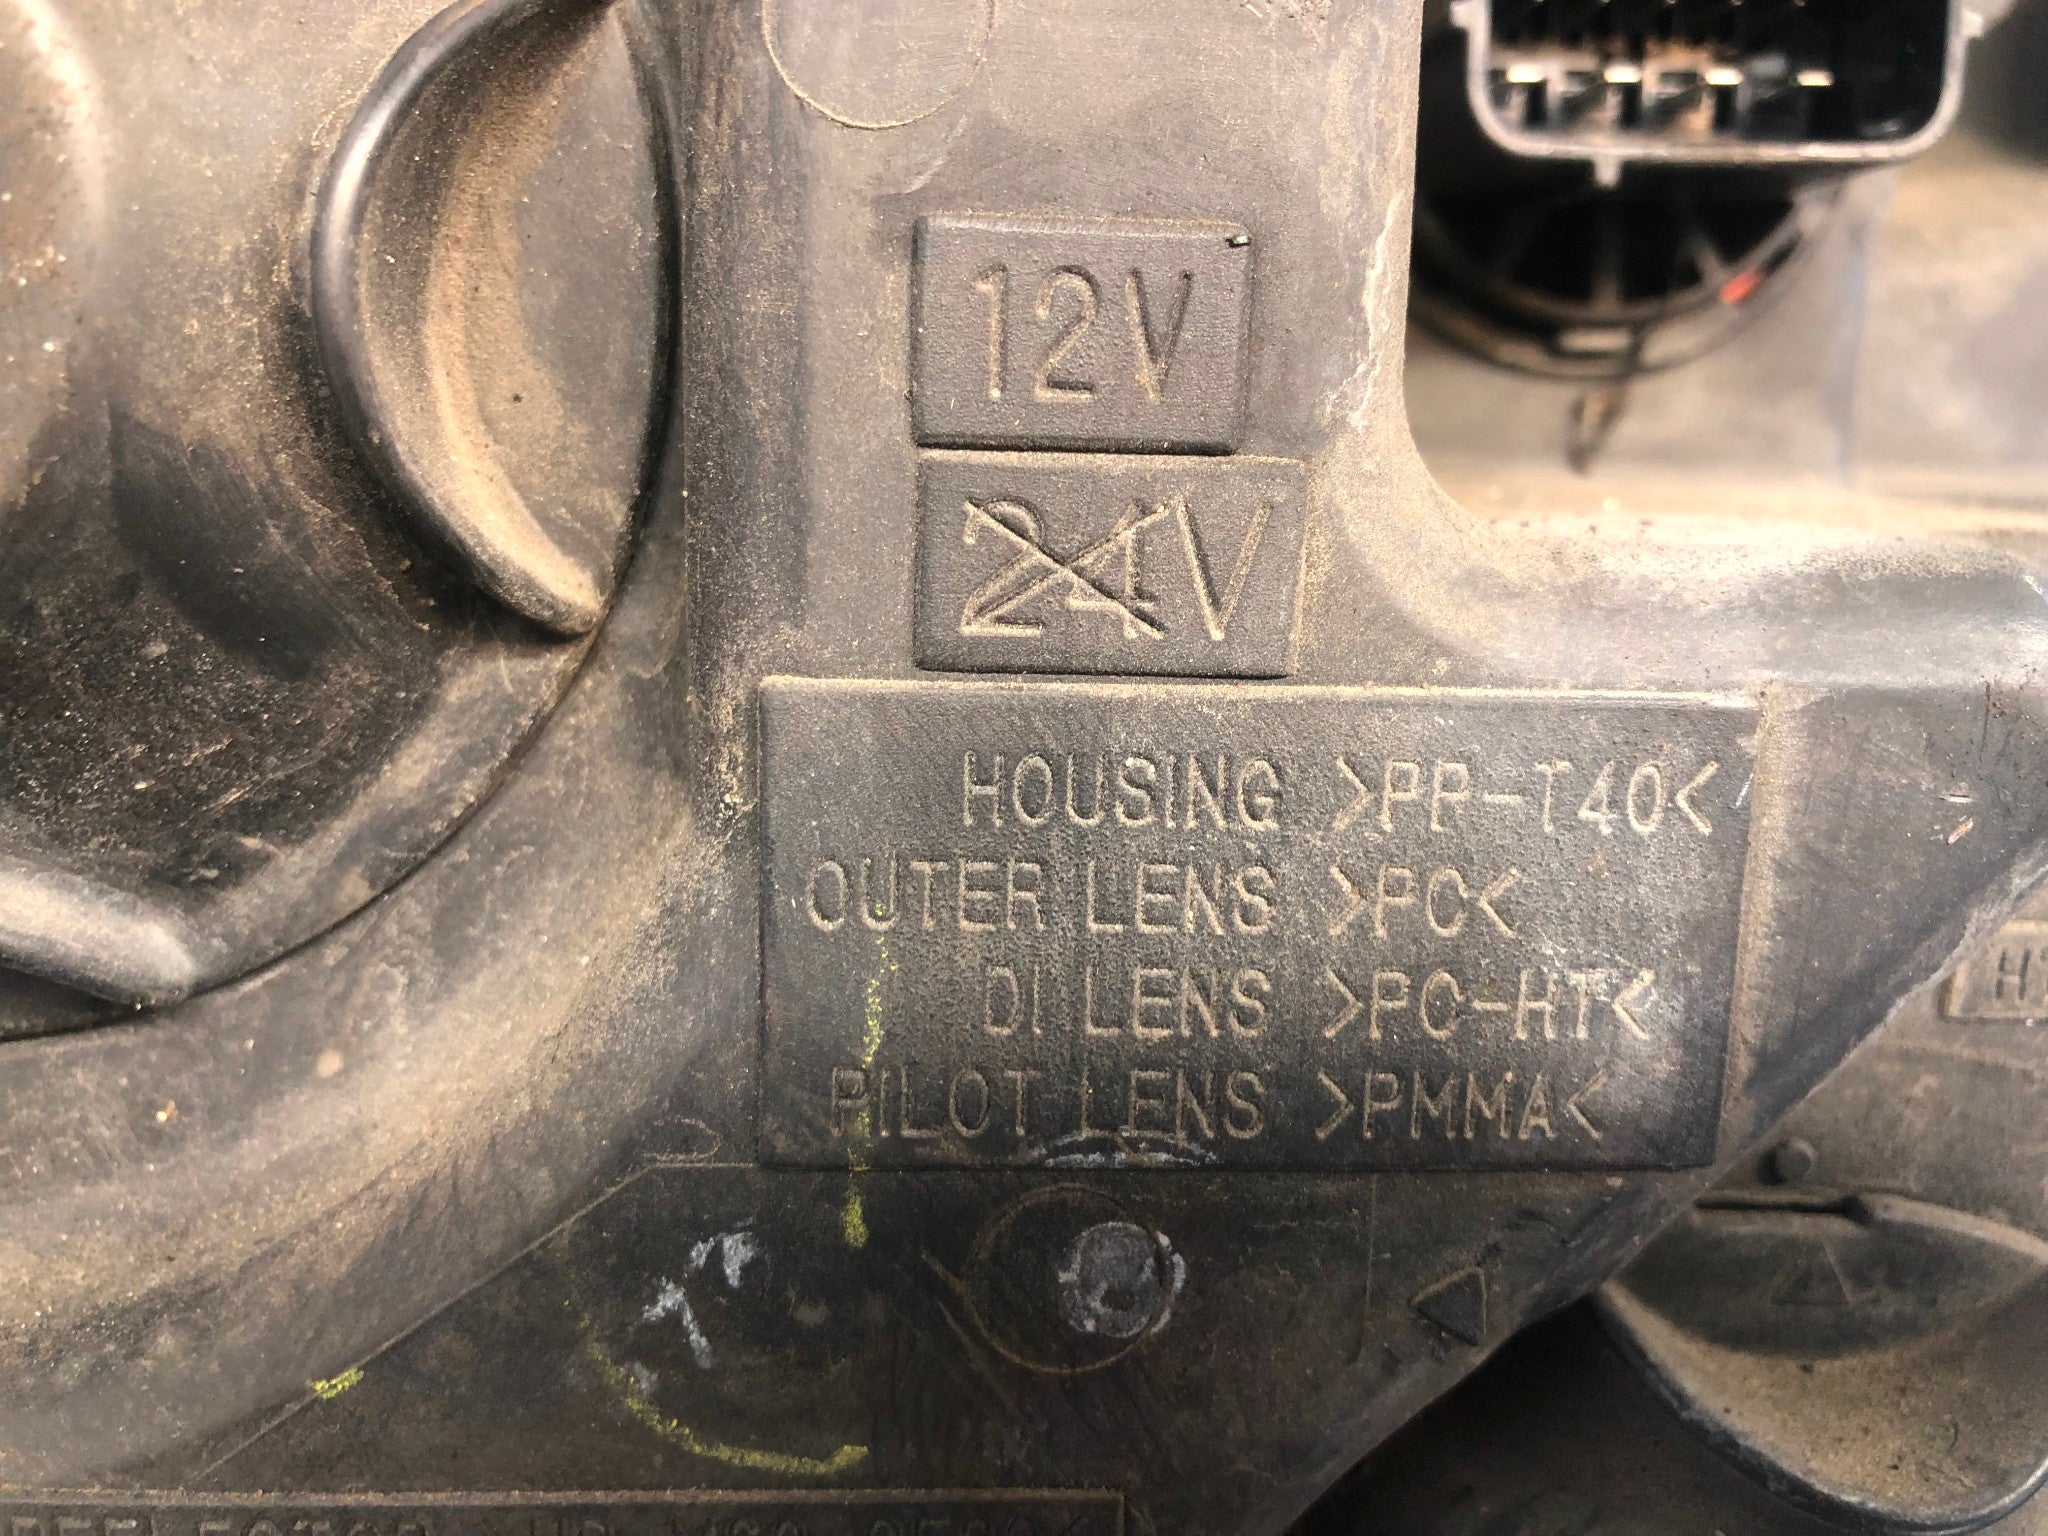 12V
24V
HOUSING >PP-T40<
OUTER LENS >PC<
DI LENS >PC-HT<
PILOT LENS >PMMA<